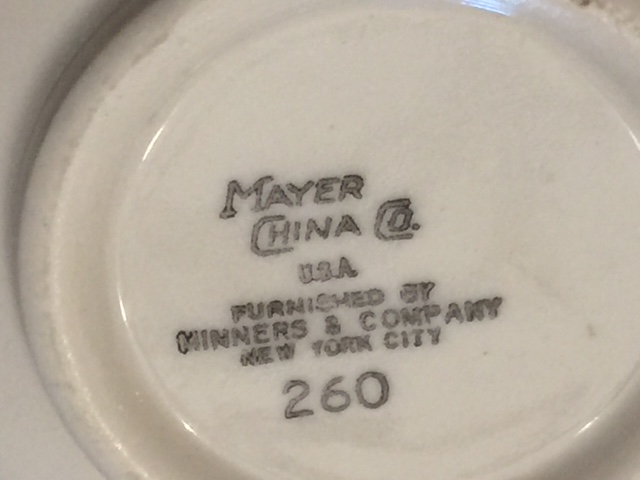 MAYER
CHINA CO.
U.S.A.
FURNISHED BY
MINNERS & COMPANY
NEW YORK CITY
260